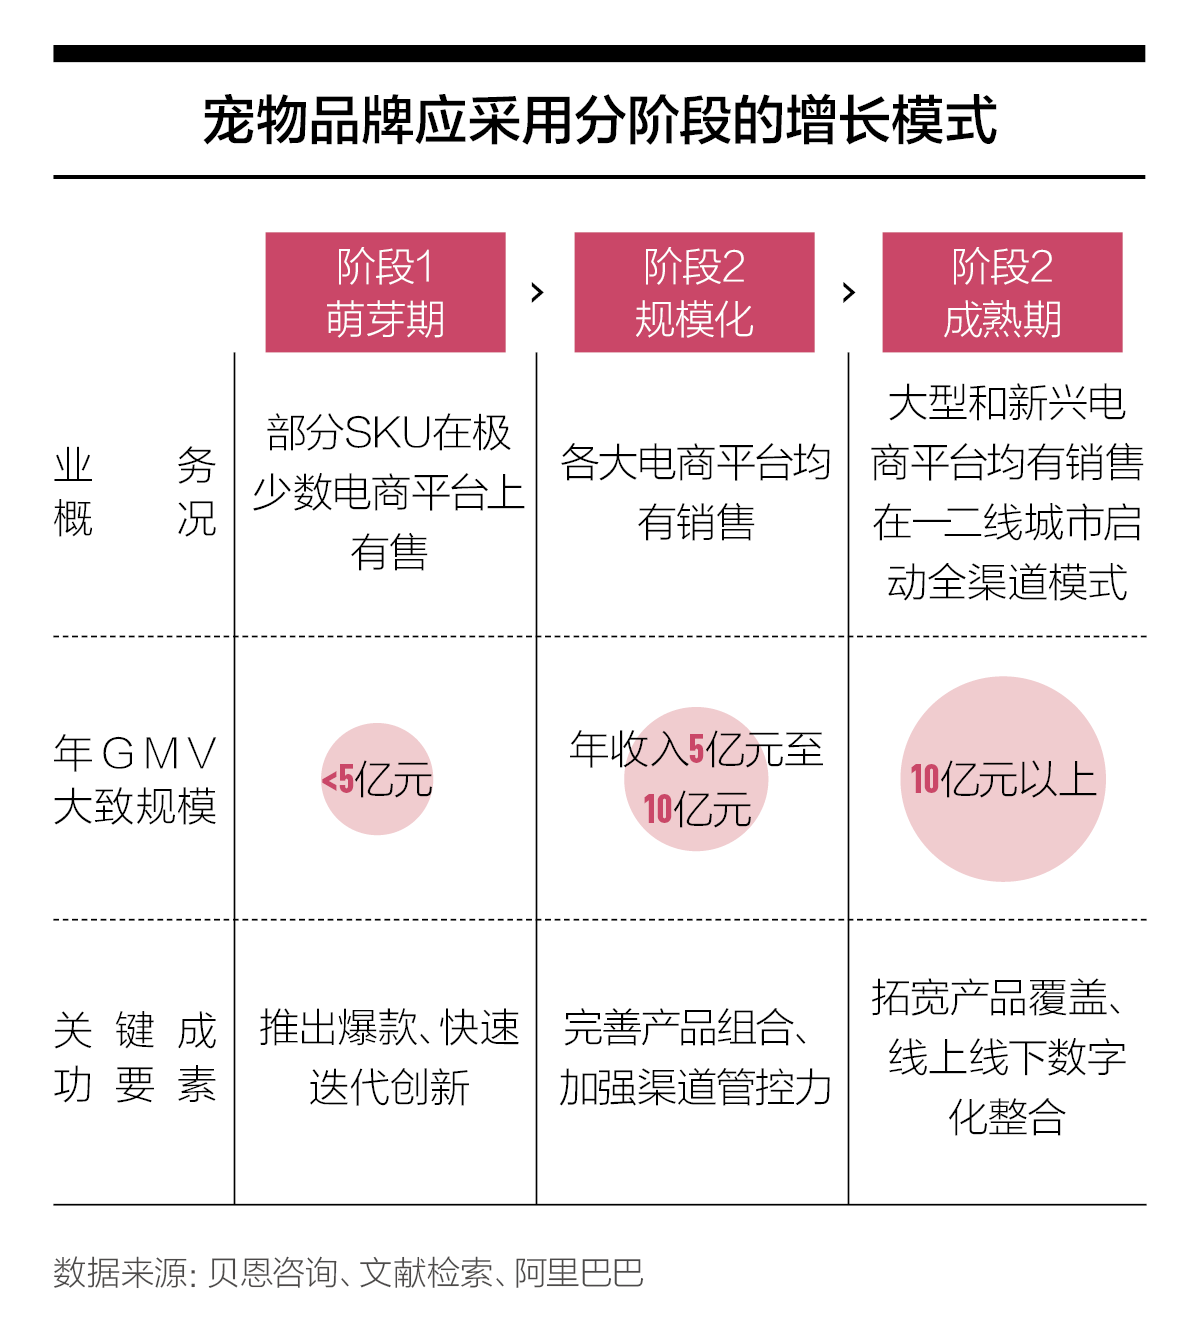 宠物品牌应采用分阶段的增长模式
阶段1
萌芽期
>
阶段2
规模化
>
阶段2
成熟期
业务
概况
部分SKU在极
少数电商平台上
有售
各大电商平台均
有销售
大型和新兴电
商平台均有销售
在一二线城市启
动全渠道模式
年GMV
大致规模
<5亿元
年收入5亿元至
10亿元
10亿元以上
关键成
功要素
推出爆款、快速
迭代创新
完善产品组合、
加强渠道管控力
拓宽产品覆盖、
线上线下数字
化整合
数据来源：贝恩咨询、文献检索、阿里巴巴